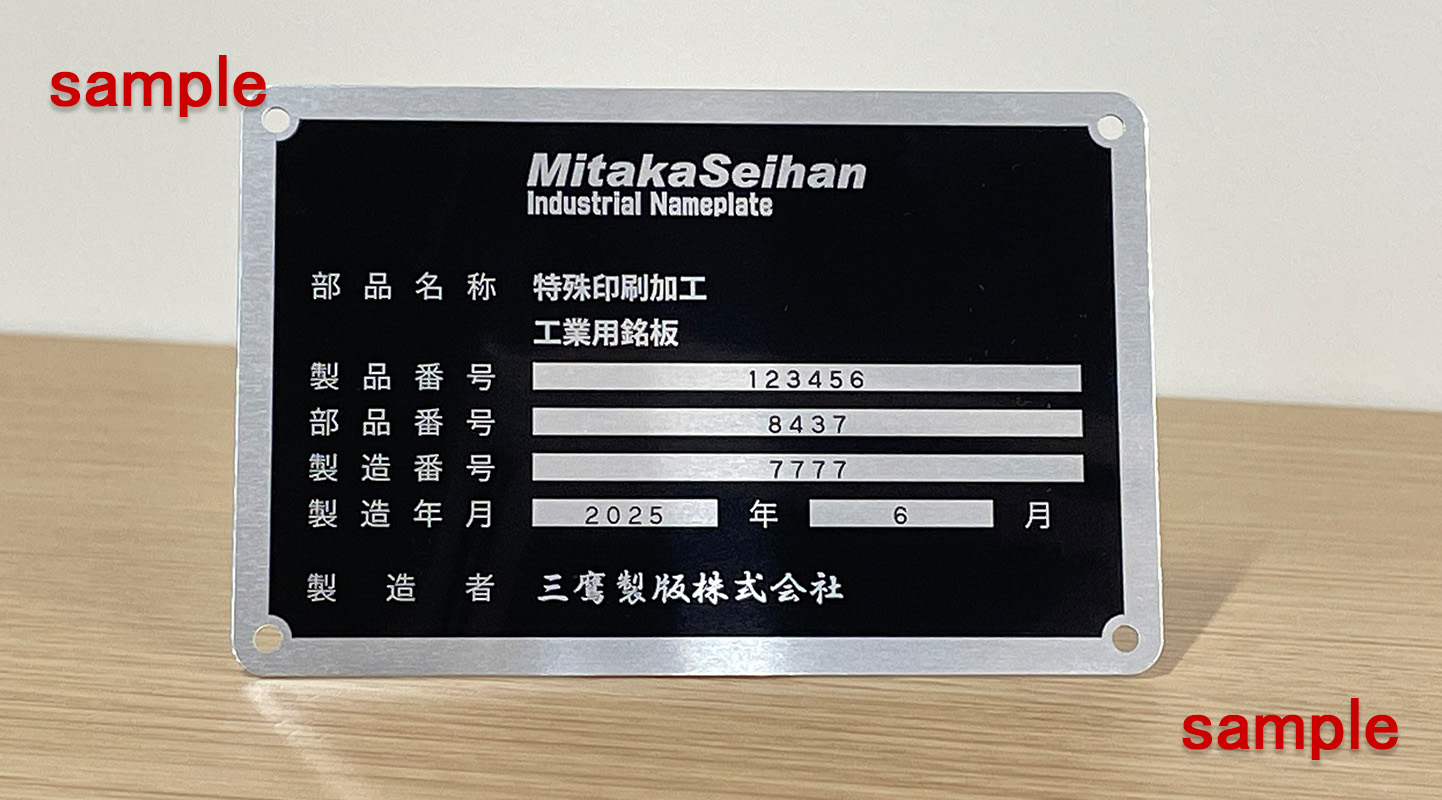 sample
MitakaSeihan
Industrial Nameplate
部品名称 特殊印刷加工
工業用銘板
製品番号 123456
部品番号 8437
製造番号 7777
製造年月 2025 年 6 月
製造者 三鷹製版株式会社
sample